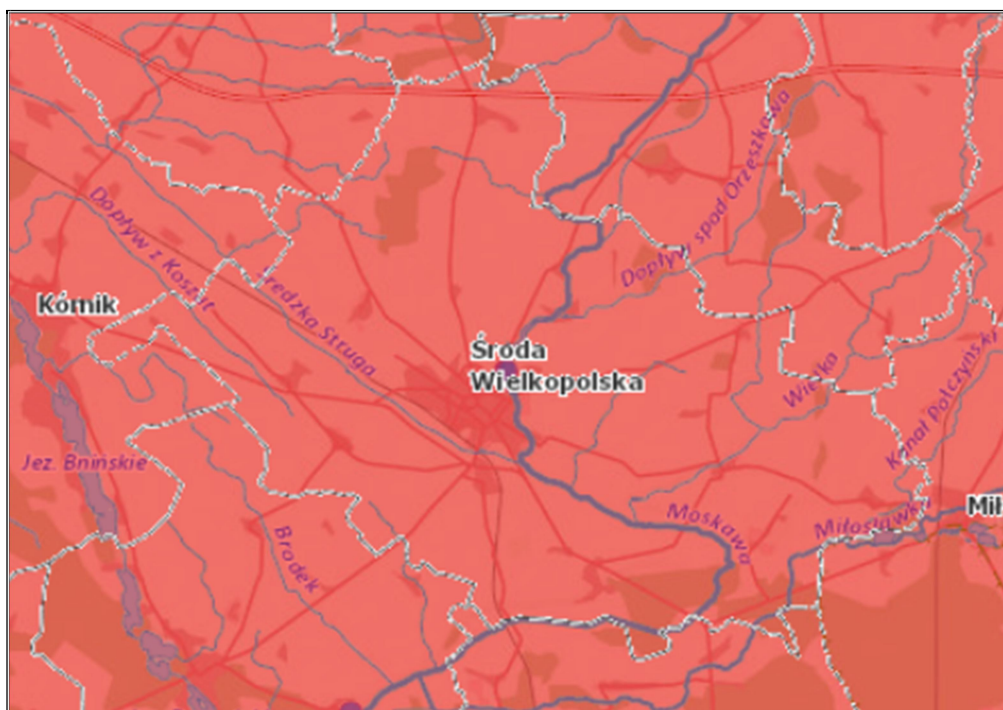 Dopływ spod Orzeszkowa
Dopływ z Koszut
Średzka Struga
Kórnik
Środa
Wielkopolska
Wielka
Kanał Połczyński
Jez. Bnińskie
Moskawa
Miłosławka
Mił
Brodek